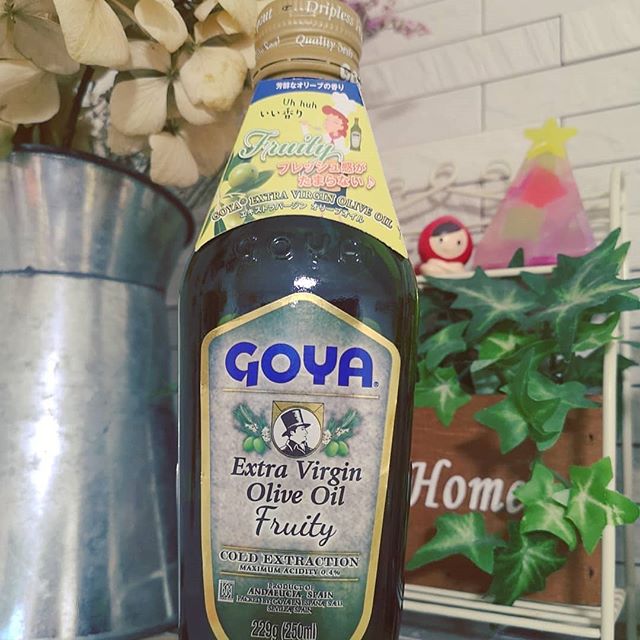 Dripless
Quality Seal
芳醇なオリーブの香り
Uh huh
いい香り
Fruity
フレッシュ感が
たまらない♪
GOYA® EXTRA VIRGIN OLIVE OIL
エキストラバージン オリーブオイル
GOYA
GOYA®
Extra Virgin
Olive Oil
Fruity
COLD EXTRACTION
MAXIMUM ACIDITY 0.4%
PRODUCT OF
ANDALUCIA, SPAIN
SEVILLA, SPAIN
229g (250ml)
Home